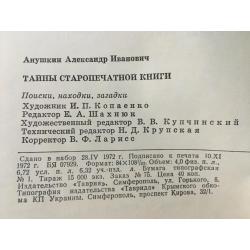 Анушкин Александр Иванович
ТАЙНЫ СТАРОПЕЧАТНОЙ КНИГИ
Поиски, находки, загадки
Художник И. П. Копаенко
Редактор Е. А. Шахнюк
Художественный редактор В. В. Купчинский
Технический редактор Н. Д. Крупская
Корректор В. Ф. Ларисс
Сдано в набор 28.IV 1972 г. Подписано к печати 10.XI
1972 г. БЯ 07929. Формат 84X108¹/₃₂. Объем: 4,0 физ. п. л.,
6,72 усл. п. л. 6,32 уч.-изд. л. Бумага типографская
№ 1. Тираж 15 000 экз. Заказ № 75. Цена 40 коп.
Издательство «Таврия», Симферополь, ул. Горького, 5.
Типография издательства «Таврида» Крымского обко-
ма КП Украины. Симферополь, проспект Кирова, 32/1.